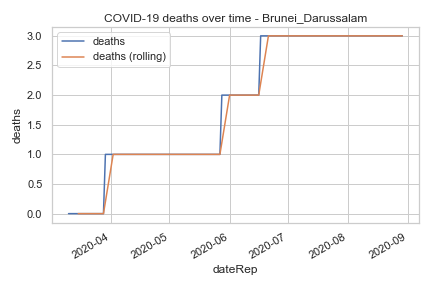 COVID-19 deaths over time - Brunei_Darussalam
deaths
deaths (rolling)
deaths
3.0
2.5
2.0
1.5
1.0
0.5
0.0
2020-04
2020-05
2020-06
2020-07
2020-08
2020-09
dateRep